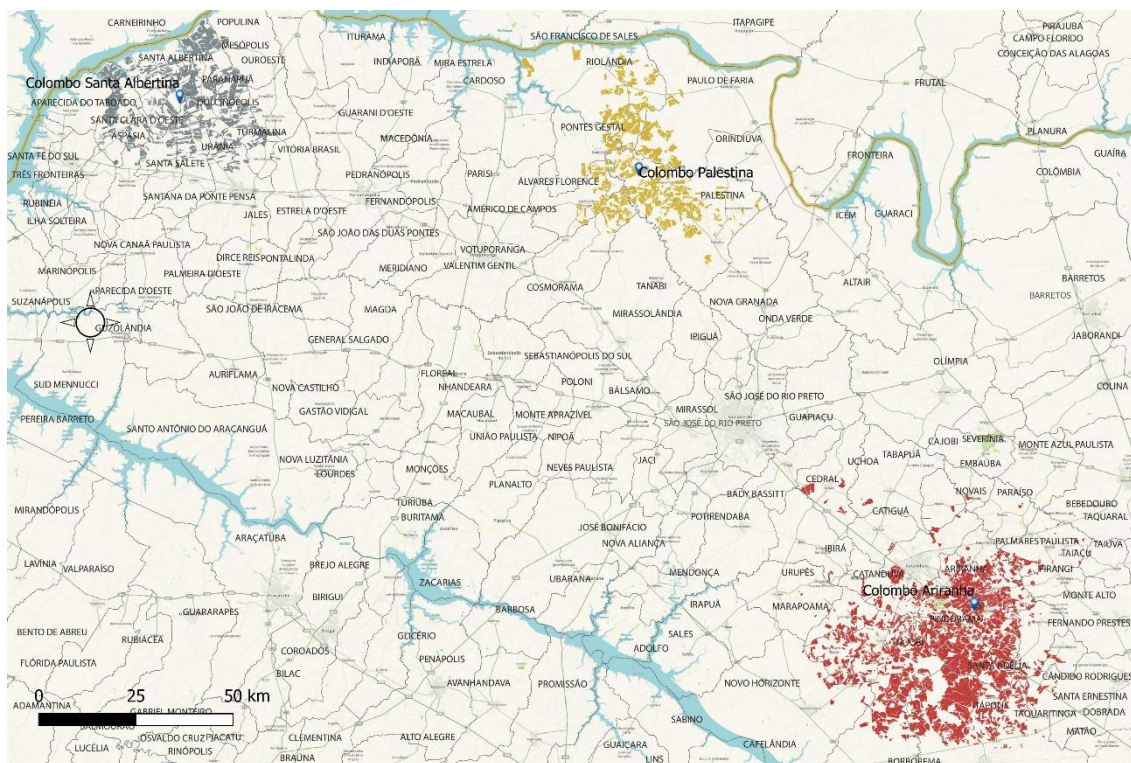 CARNEIRINHO
POPULINA
ITURAMA
SÃO FRANCISCO DE SALES
ITAPAGIPE
PIRAJUBA
CAMPO FLORIDO
CONCEIÇÃO DAS ALAGOAS
MESÓPOLIS
SANTA ALBERTINA
OUROESTE
INDIAPORÃ
MIRA ESTRELA
RIOLÂNDIA
Colombo Santa Albertina
PARANAPUÃ
CARDOSO
PAULO DE FARIA
FRUTAL
APARECIDA DO TABOADO
DOLCINÓPOLIS
GUARANI D'OESTE
SANTA CLARA D'OESTE
TURMALINA
ASPÁSIA
MACEDÔNIA
PONTES GESTAL
ORINDIÚVA
PLANURA
URÂNIA
VITÓRIA BRASIL
SANTA FÉ DO SUL
SANTA SALETE
FRONTEIRA
GUAÍRA
TRÊS FRONTEIRAS
PEDRANÓPOLIS
PARISI
ÁLVARES FLORENCE
Colombo Palestina
COLÔMBIA
RUBINÉIA
SANTANA DA PONTE PENSA
FERNANDÓPOLIS
PALESTINA
ILHA SOLTEIRA
JALES
ESTRELA D'OESTE
AMÉRICO DE CAMPOS
ICÉM
GUARACI
SÃO JOÃO DAS DUAS PONTES
NOVA CANAÃ PAULISTA
VOTUPORANGA
DIRCE REIS
PONTALINDA
MARINÓPOLIS
PALMEIRA D'OESTE
MERIDIANO
VALENTIM GENTIL
ALTAIR
BARRETOS
PARECIDA D'OESTE
COSMORAMA
TANABI
BARRETOS
SUZANÁPOLIS
SÃO JOÃO DE IRACEMA
MAGDA
MIRASSOLÂNDIA
NOVA GRANADA
ONDA VERDE
GUZOLÂNDIA
GENERAL SALGADO
IPIGUÁ
JABORANDI
SEBASTIANÓPOLIS DO SUL
OLÍMPIA
SUD MENNUCCI
AURIFLAMA
NOVA CASTILHO
FLOREAL
NHANDEARA
POLONI
BÁLSAMO
COLINA
SÃO JOSÉ DO RIO PRETO
PEREIRA BARRETO
GASTÃO VIDIGAL
MACAUBAL
MONTE APRAZÍVEL
MIRASSOL
GUAPIAÇU
SÃO JOSÉ DO RIO PRETO
SANTO ANTÔNIO DO ARACANGUÁ
UNIÃO PAULISTA
NIPOÃ
CAJOBI
SEVERÍNIA
MONTE AZUL PAULISTA
NOVA LUZITÂNIA
JACI
UCHOA
TABAPUÃ
EMBAÚBA
LOURDES
MONÇÕES
NEVES PAULISTA
PLANALTO
CEDRAL
BADY BASSITT
NOVAIS
PARAÍSO
TURIÚBA
BEBEDOURO
MIRANDÓPOLIS
BURITAMA
POTIRENDABA
CATIGUÁ
TAQUARAL
ARAÇATUBA
JOSÉ BONIFÁCIO
NOVA ALIANÇA
IBIRÁ
PALMARES PAULISTA
TAIÚVA
TAIAÇU
LAVÍNIA
VALPARAÍSO
BREJO ALEGRE
ZACARIAS
UBARANA
MENDONÇA
URUPÊS
CATANDUVA
ARIRANHA
PIRANGI
BIRIGUI
Colombo Ariranha
MONTE ALTO
GUARARAPES
BARBOSA
IRAPUÃ
MARAPOAMA
PINDORAMA
FERNANDO PRESTES
BENTO DE ABREU
RUBIÁCEA
GLICÉRIO
SALES
COROADOS
ADOLFO
FLÓRIDA PAULISTA
PENÁPOLIS
SANTA ADÉLIA
BILAC
AVANHANDAVA
PROMISSÃO
NOVO HORIZONTE
CÂNDIDO RODRIGUES
0 25 50 km
SANTA ERNESTINA
ADAMANTINA
GABRIEL MONTEIRO
SABINO
ITÁPOLIS
TAQUARITINGA
DOBRADA
SALMOURÃO
OSVALDO CRUZ
PIACATU
CLEMENTINA
ALTO ALEGRE
MATÃO
LUCÉLIA
RINÓPOLIS
GUAIÇARA
CAFELÂNDIA
BRAÚNA
LINS
BORBOREMA